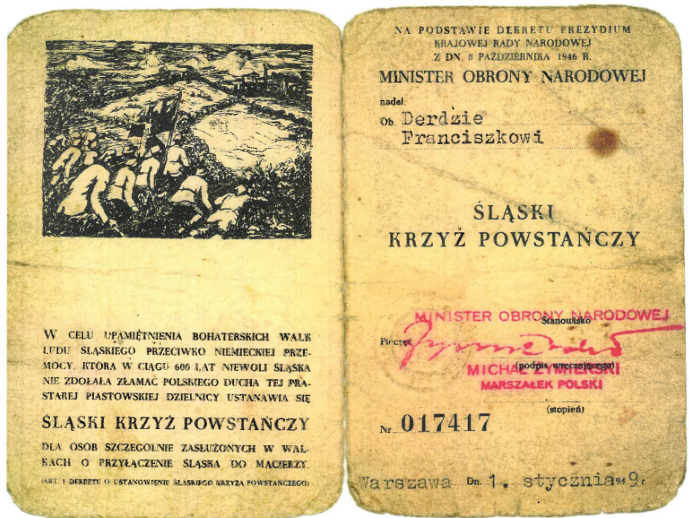 W CELU UPAMIĘTNIENIA BOHATERSKICH WALK
LUDU ŚLĄSKIEGO PRZECIWKO NIEMIECKIEJ PRZE-
MOCY, KTÓRA W CIĄGU 600 LAT NIEWOLI ŚLĄSKA
NIE ZDOŁAŁA ZŁAMAĆ POLSKIEGO DUCHA TEJ PRA-
STAREJ PIASTOWSKIEJ DZIELNICY USTANAWIA SIĘ
ŚLĄSKI KRZYŻ POWSTAŃCZY
DLA OSÓB SZCZEGÓLNIE ZASŁUŻONYCH W WAL-
KACH O PRZYŁĄCZENIE ŚLĄSKA DO MACIERZY.
(ART. 1 DEKRETU O USTANOWIENIE ŚLĄSKIEGO KRZYŻA POWSTAŃCZEGO)
NA PODSTAWIE DEKRETU PREZYDIUM
KRAJOWEJ RADY NARODOWEJ
Z DN. 8 PAŹDZIERNIKA 1946 R.
MINISTER OBRONY NARODOWEJ
nadał:
Ob. Derdzie
Franciszkowi
ŚLĄSKI
KRZYŻ POWSTAŃCZY
MINISTER OBRONY NARODOWEJ
Stanowisko
Pieczęć
(podpis wręczającego)
MICHAŁ ŻYMIERSKI
MARSZAŁEK POLSKI
(stopień)
Nr 017417
Warszawa Dn. 1. stycznia 1949 r.